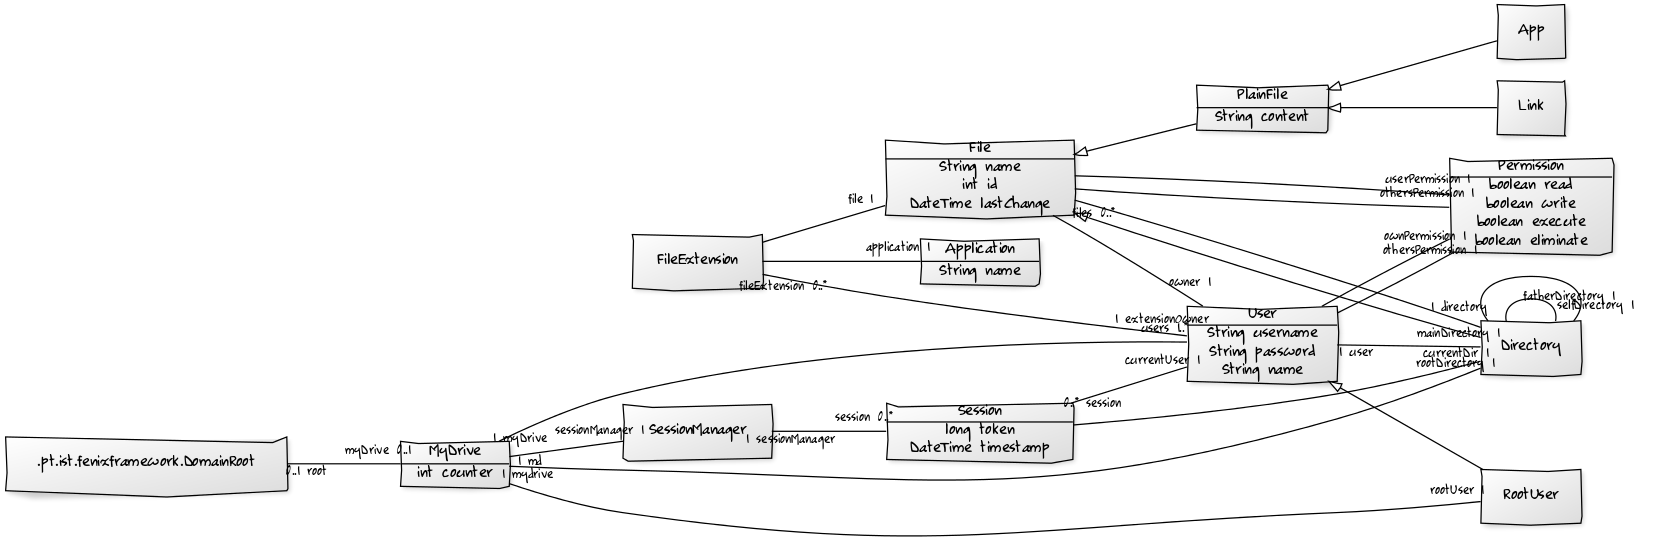 App
PlainFile
String content
Link
File
String name
int id
DateTime lastChange
Permission
boolean read
boolean write
boolean execute
boolean eliminate
userPermission 1
othersPermission 1
file 1
files 0..*
ownPermission 1
othersPermission 1
FileExtension
application 1
Application
String name
fileExtension 0..*
owner 1
1 directory
fatherDirectory 1
selfDirectory 1
1 extensionOwner
users 1..
User
String username
String password
String name
mainDirectory 1
currentDir 1
rootDirectory 1
Directory
1 user
currentUser 1
0..* session
session 0..*
Session
long token
DateTime timestamp
sessionManager 1
SessionManager
1 sessionManager
1 myDrive
myDrive 0..1
MyDrive
int counter
1 md
1 mydrive
.pt.ist.fenixframework.DomainRoot
0..1 root
rootUser 1
RootUser